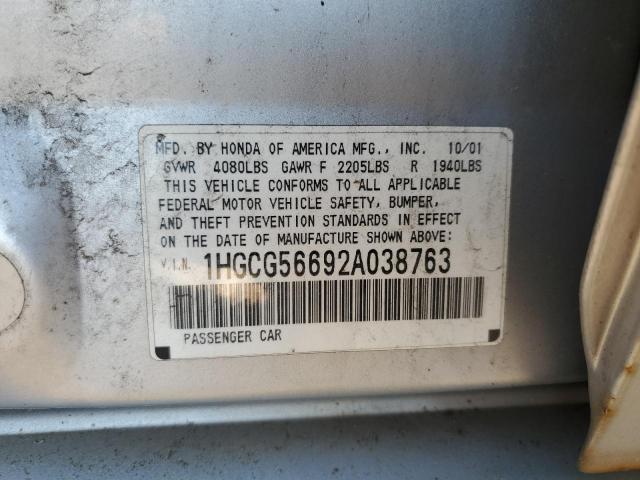 MFD. BY HONDA OF AMERICA MFG., INC. 10/01
GVWR 4080LBS GAWR F 2205LBS R 1940LBS
THIS VEHICLE CONFORMS TO ALL APPLICABLE
FEDERAL MOTOR VEHICLE SAFETY, BUMPER,
AND THEFT PREVENTION STANDARDS IN EFFECT
ON THE DATE OF MANUFACTURE SHOWN ABOVE:
V.I.N. 1HGCG56692A038763
PASSENGER CAR